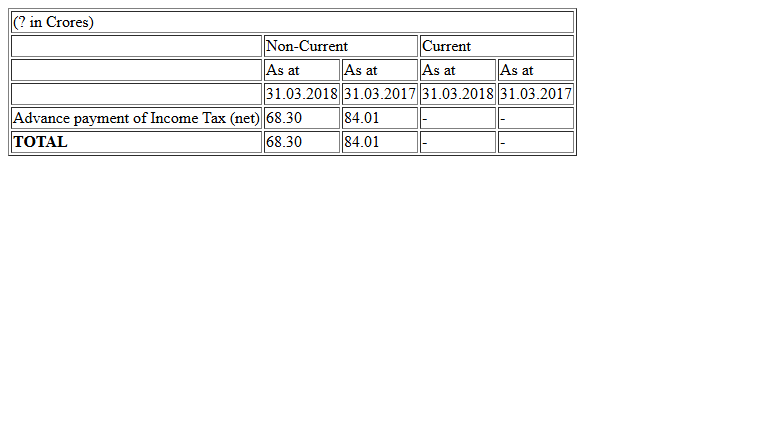 (? in Crores)
Non-Current Current
As at As at As at As at
31.03.2018 31.03.2017 31.03.2018 31.03.2017
Advance payment of Income Tax (net) 68.30 84.01 - -
TOTAL 68.30 84.01 - -